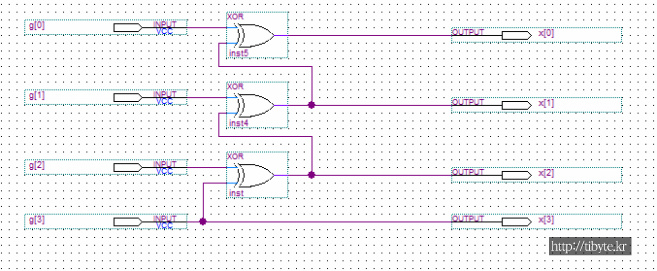 XOR
g[0] INPUT VCC OUTPUT x[0]
inst5
XOR
g[1] INPUT VCC OUTPUT x[1]
inst4
XOR
g[2] INPUT VCC OUTPUT x[2]
inst
g[3] INPUT VCC OUTPUT x[3]
http://tibyte.kr